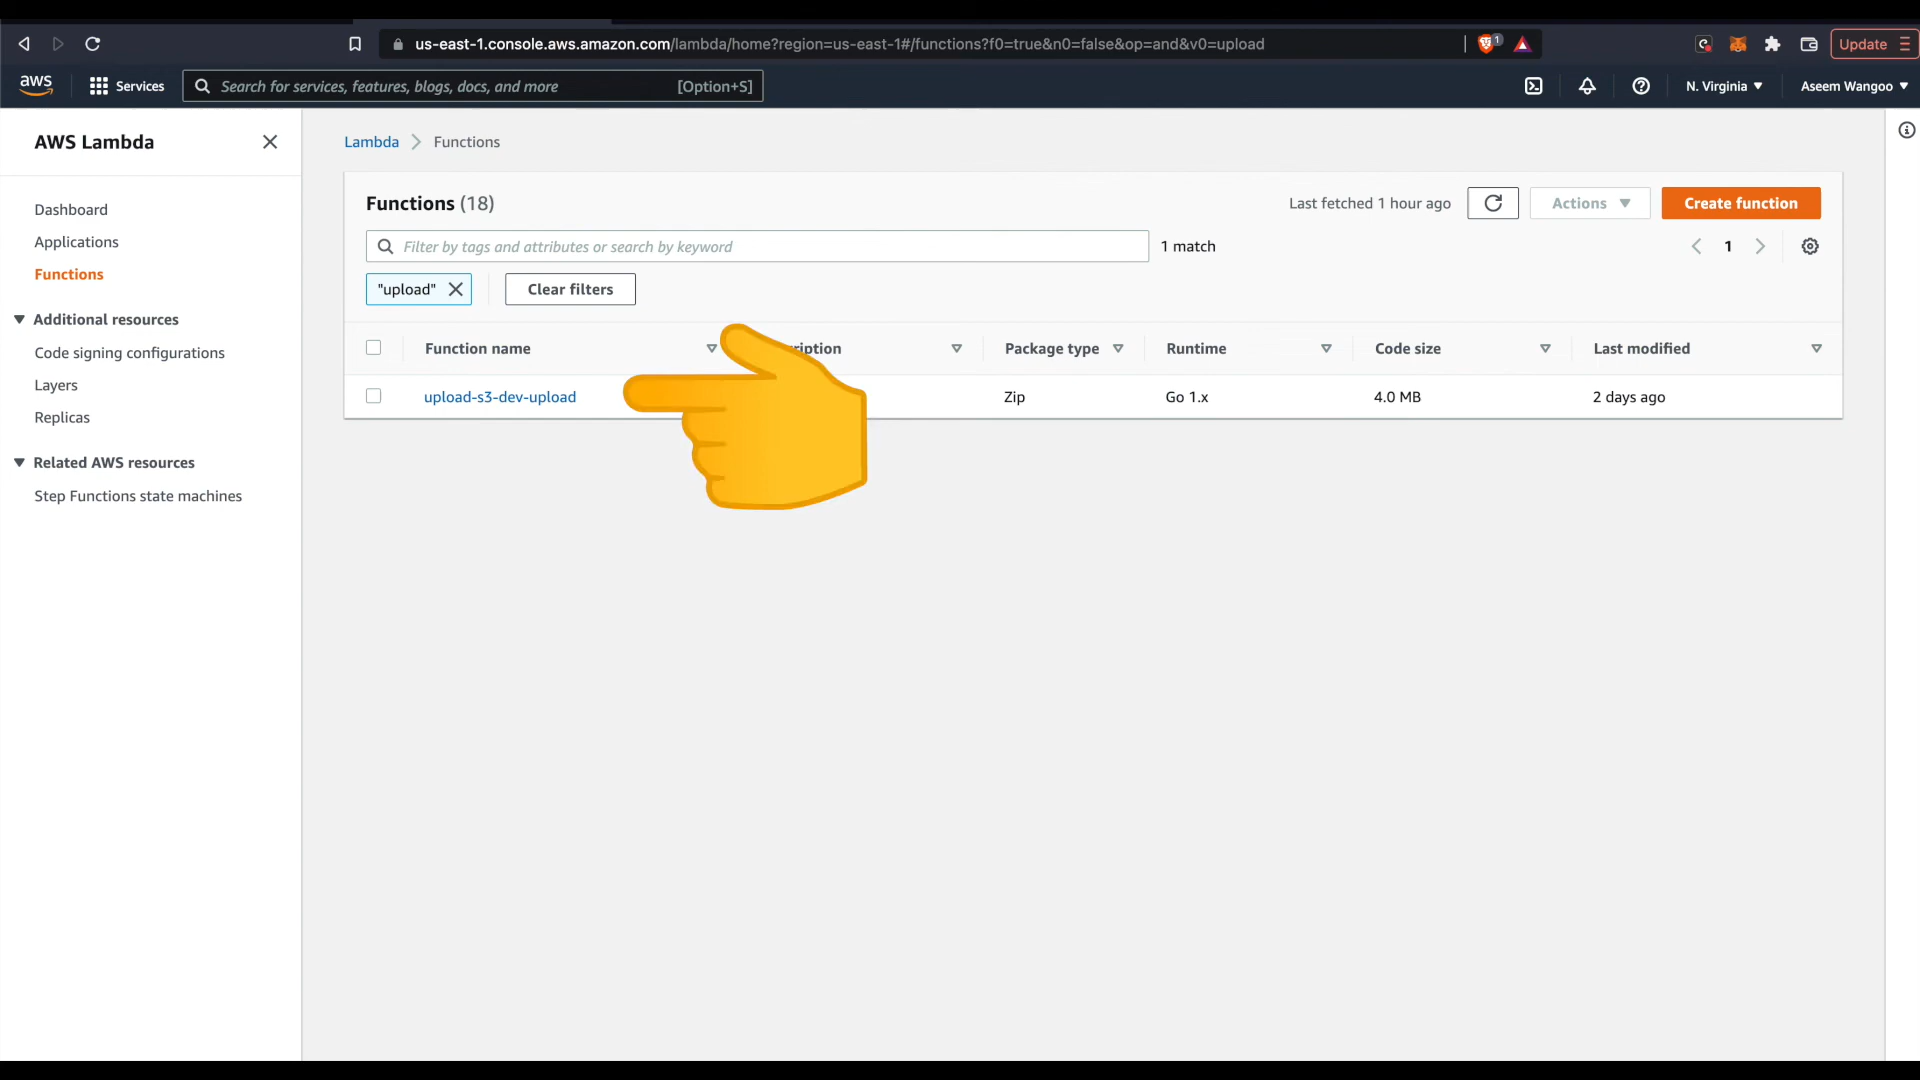 us-east-1.console.aws.amazon.com/lambda/home?region=us-east-1#/functions?f0=true&n0=false&op=and&v0=upload
1
Update
aws
Services
Search for services, features, blogs, docs, and more
[Option+S]
N. Virginia
Aseem Wangoo
AWS Lambda
Dashboard
Applications
Functions
Additional resources
Code signing configurations
Layers
Replicas
Related AWS resources
Step Functions state machines
Lambda
Functions
Functions (18)
Last fetched 1 hour ago
Actions
Create function
Filter by tags and attributes or search by keyword
1 match
1
"upload"
Clear filters
Function name
ription
Package type
Runtime
Code size
Last modified
upload-s3-dev-upload
Zip
Go 1.x
4.0 MB
2 days ago